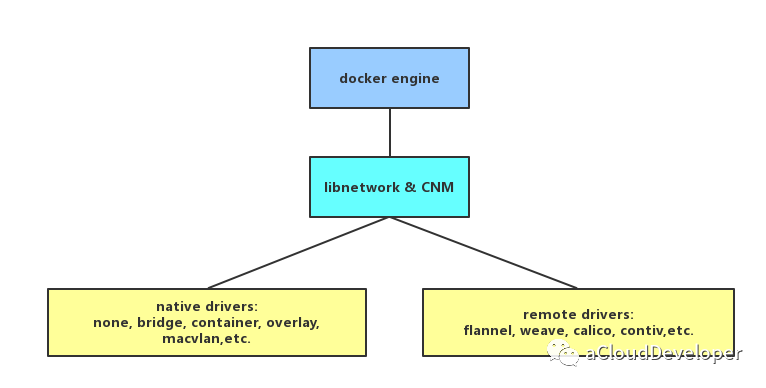 docker engine
libnetwork & CNM
native drivers:
none, bridge, container, overlay,
macvlan,etc.
remote drivers:
flannel, weave, calico, contiv,etc.
aCloudDeveloper